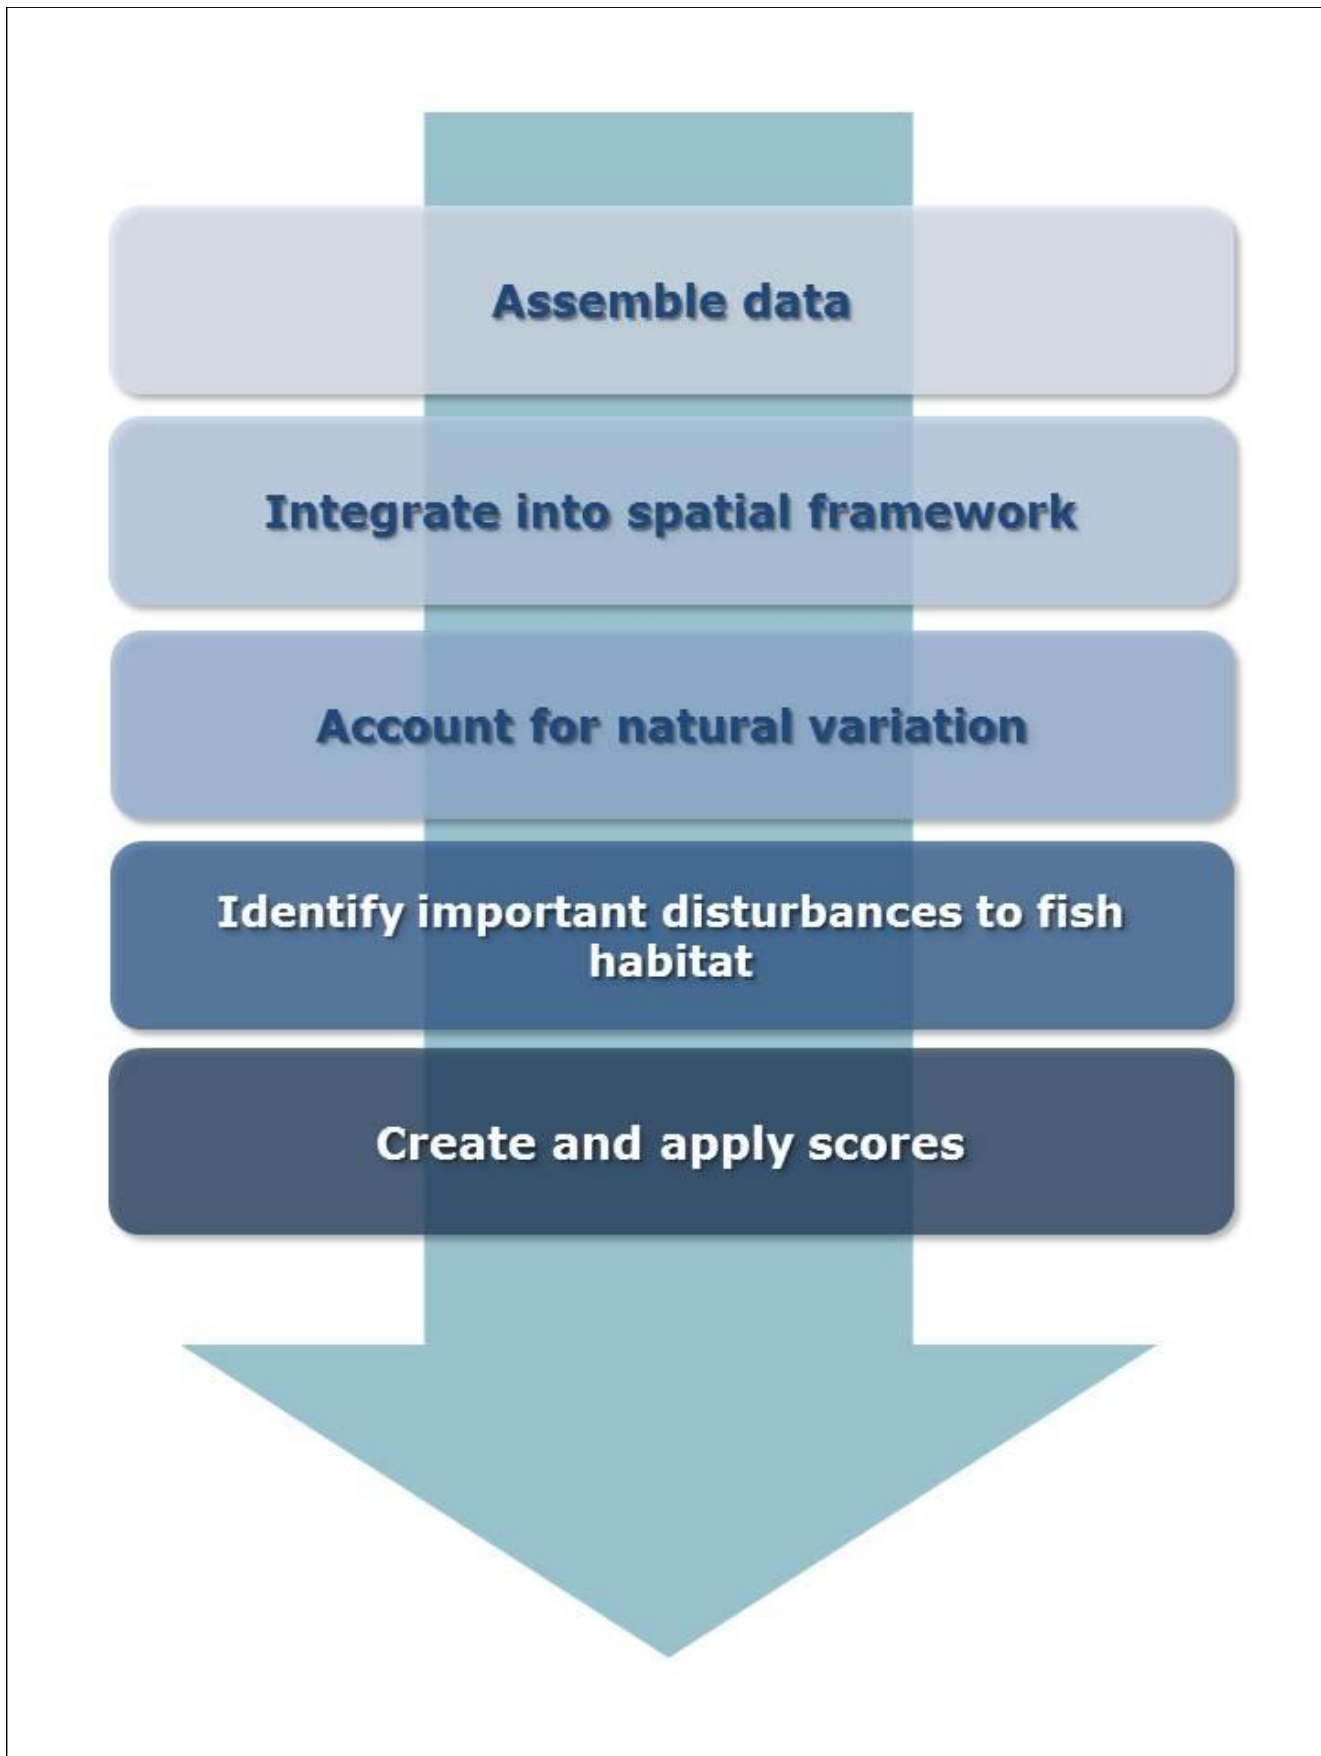 Assemble data
Integrate into spatial framework
Account for natural variation
Identify important disturbances to fish
habitat
Create and apply scores